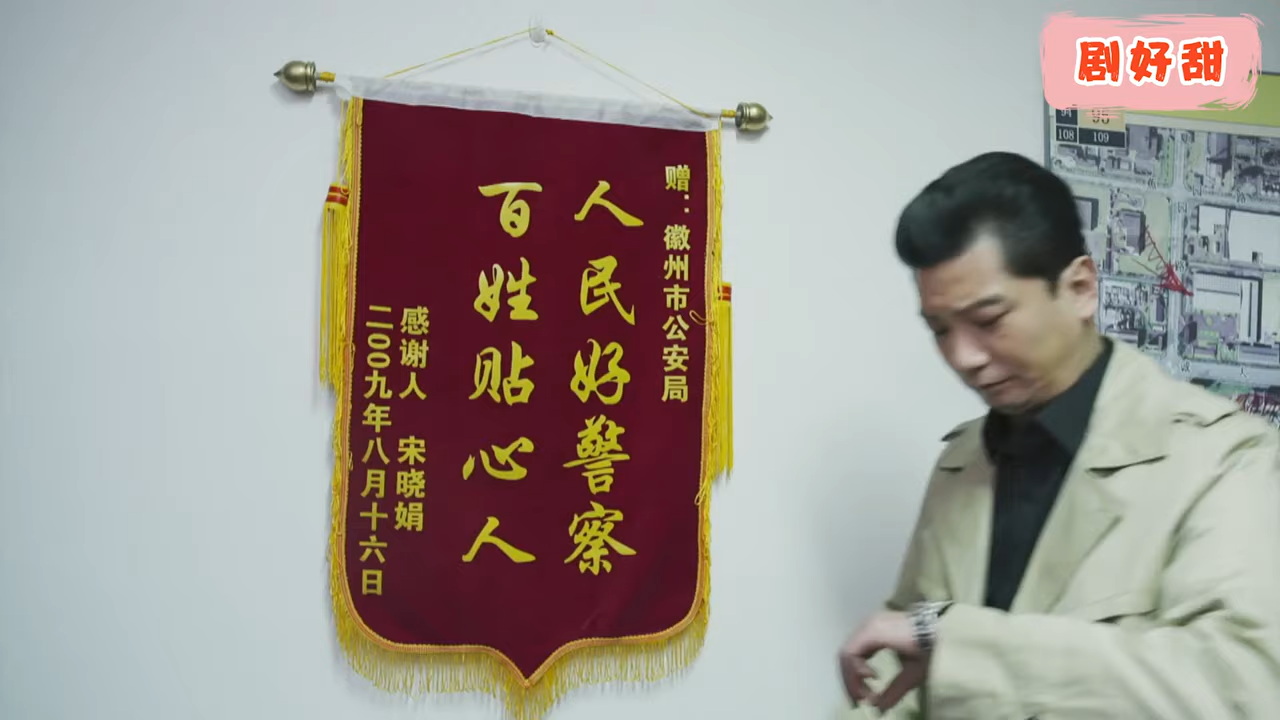 赠：徽州市公安局
人民好警察
百姓贴心人
感谢人 宋晓娟
二00九年八月十六日
剧好甜
94
95
108
109